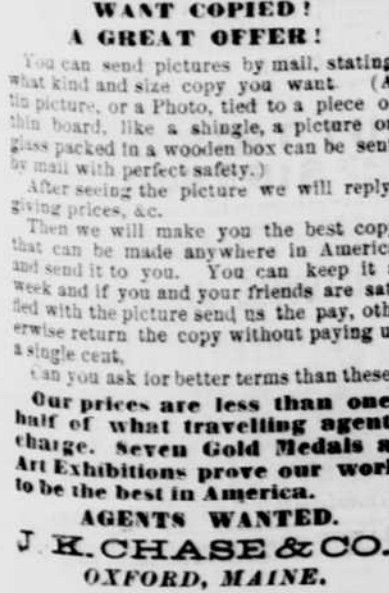 WANT COPIED!
A GREAT OFFER!
You can send pictures by mail, stating
what kind and size copy you want. (A
tin picture, or a Photo, tied to a piece o
thin board, like a shingle, a picture on
glass packed in a wooden box can be sen
by mail with perfect safety.)
After seeing the picture we will reply
giving prices, &c.
Then we will make you the best cop
that can be made anywhere in America
and send it to you. You can keep it a
week and if you and your friends are sat
fied with the picture send us the pay, oth
erwise return the copy without paying u
a single cent,
Can you ask for better terms than these
Our prices are less than one
half of what travelling agent
charge. Seven Gold Medals a
Art Exhibitions prove our work
to be the best in America.
AGENTS WANTED.
J. K. CHASE & CO.
OXFORD, MAINE.